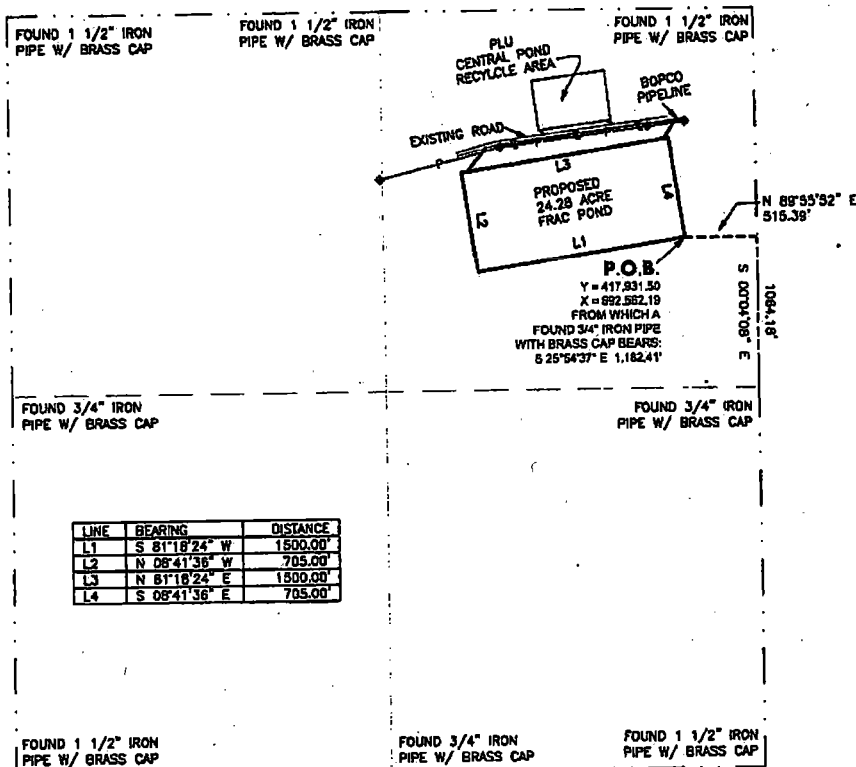 FOUND 1 1/2" IRON
PIPE W/ BRASS CAP
FOUND 1 1/2" IRON
PIPE W/ BRASS CAP
FOUND 1 1/2" IRON
PIPE W/ BRASS CAP
PLU
CENTRAL POND
RECYLCLE AREA
BOPCO
PIPELINE
EXISTING ROAD
P
L3
PROPOSED
24.28 ACRE
FRAC POND
L2
L4
L1
N 89°55'52" E
515.39'
P.O.B.
Y = 417,931.50
X = 692,562.19
FROM WHICH A
FOUND 3/4" IRON PIPE
WITH BRASS CAP BEARS:
S 25°54'37" E 1,182.41'
S 00°04'08" E
1064.18'
FOUND 3/4" IRON
PIPE W/ BRASS CAP
FOUND 3/4" IRON
PIPE W/ BRASS CAP
LINE BEARING DISTANCE
L1 S 81°18'24" W 1500.00'
L2 N 08°41'36" W 705.00'
L3 N 81°18'24" E 1500.00'
L4 S 08°41'36" E 705.00'
FOUND 1 1/2" IRON
PIPE W/ BRASS CAP
FOUND 3/4" IRON
PIPE W/ BRASS CAP
FOUND 1 1/2" IRON
PIPE W/ BRASS CAP